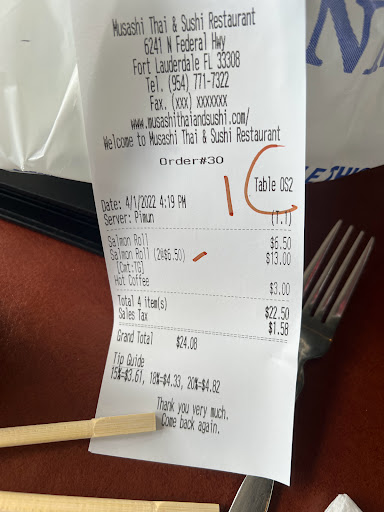 Musashi Thai & Sushi Restaurant
6241 N Federal Hwy
Fort Lauderdale FL 33308
Tel. (954) 771-7322
Fax. (xxx) xxxxxxx
www.musashithaiandsushi.com/
Welcome to Musashi Thai & Sushi Restaurant
Order#30
Table OS2
Date: 4/1/2022 4:19 PM
Server: Pimun (1.1)
Salmon Roll $6.50
Salmon Roll (2@$6.50) $13.00
[Cmt:TG]
Hot Coffee $3.00
Total 4 item(s) $22.50
Sales Tax $1.58
Grand Total $24.08
Tip Guide
15%=$3.61, 18%=$4.33, 20%=$4.82
Thank you very much.
Come back again.